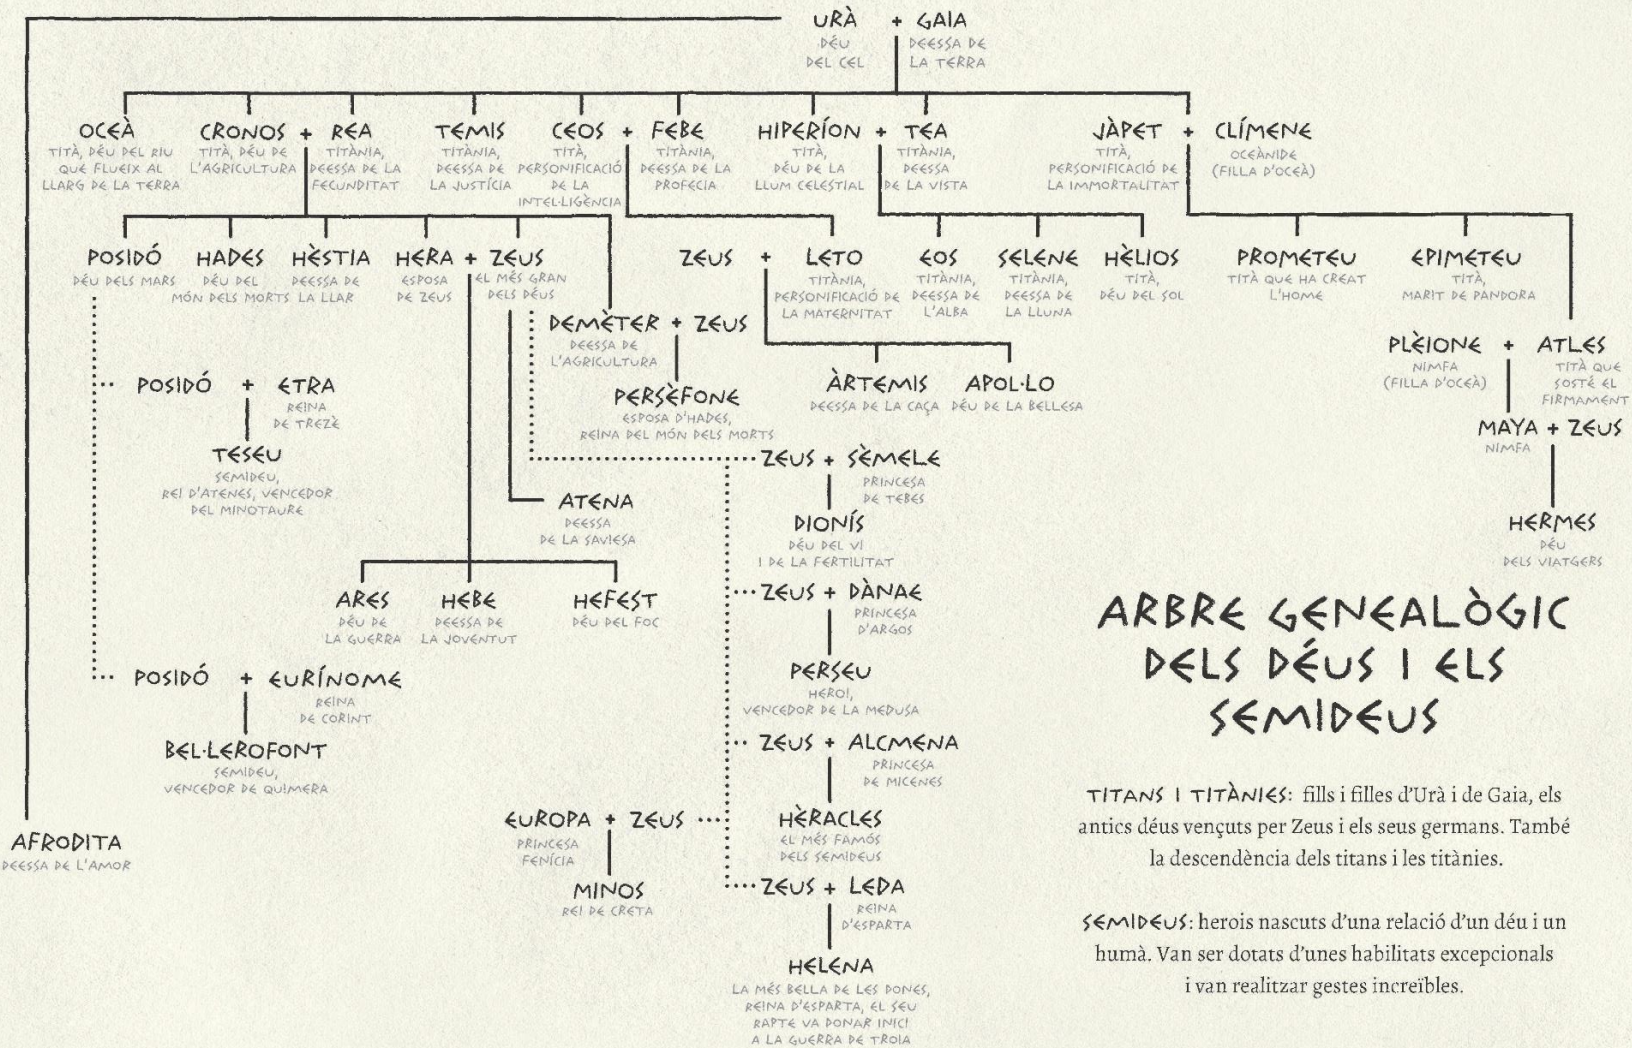 URÀ + GAIA
DÉU DEESSA DE
DEL CEL LA TERRA
OCEÀ CRONOS + REA TEMIS CEOS + FEBE HIPERÍON + TEA JÀPET + CLÍMENE
TITÀ, DÉU DEL RIU TITÀ, DÉU DE TITÀNIA, TITÀNIA, TITÀ, TITÀNIA, TITÀ, TITÀNIA, TITÀ, OCEÀNIDE
QUE FLUEIX AL L'AGRICULTURA DEESSA DE LA DEESSA DE PERSONIFICACIÓ DEESSA DE LA DÉU DE LA DEESSA PERSONIFICACIÓ DE (FILLA D'OCEÀ)
LLARG DE LA TERRA FECUNDITAT LA JUSTÍCIA DE LA PROFECIA LLUM CELESTIAL DE LA VISTA LA IMMORTALITAT
INTEL·LIGÈNCIA
POSIDÓ HADES HÈSTIA HERA + ZEUS ZEUS + LETO EOS SELENE HÈLIOS PROMETEU EPIMETEU
DÉU DELS MARS DÉU DEL DEESSA DE ESPOSA EL MÉS GRAN TITÀNIA, TITÀNIA, TITÀNIA, TITÀ, TITÀ QUE HA CREAT TITÀ,
MÓN DELS MORTS LA LLAR DE ZEUS DELS DÉUS PERSONIFICACIÓ DE DEESSA DE DEESSA DE DÉU DEL SOL L'HOME MARIT DE PANDORA
LA MATERNITAT L'ALBA LA LLUNA
DEMÈTER + ZEUS
DEESSA DE
L'AGRICULTURA
PLÈIONE + ATLES
NIMFA TITÀ QUE
(FILLA D'OCEÀ) SOSTÉ EL
FIRMAMENT
POSIDÓ + ETRA
REINA
DE TREZÈ
PERSÈFONE
ESPOSA D'HADES,
REINA DEL MÓN DELS MORTS
ÀRTEMIS APOL·LO
DEESSA DE LA CAÇA DÉU DE LA BELLESA
MAYA + ZEUS
NIMFA
TESEU
SEMIDEU,
REI D'ATENES, VENCEDOR
DEL MINOTAURE
ZEUS + SÈMELE
PRINCESA
DE TEBES
ATENA
DEESSA
DE LA SAVIESA
DIONÍS
DÉU DEL VI
I DE LA FERTILITAT
HERMES
DÉU
DELS VIATGERS
ARES HEBE HEFEST
DÉU DE DEESSA DE DÉU DEL FOC
LA GUERRA LA JOVENTUT
ZEUS + DÀNAE
PRINCESA
D'ARGOS
PERSEU
HEROI,
VENCEDOR DE LA MEDUSA
POSIDÓ + EURÍNOME
REINA
DE CORINT
BEL·LEROFONT
SEMIDEU,
VENCEDOR DE QUIMERA
ZEUS + ALCMENA
PRINCESA
DE MICENES
HÈRACLES
EL MÉS FAMÓS
DELS SEMIDEUS
EUROPA + ZEUS
PRINCESA
FENÍCIA
MINOS
REI DE CRETA
AFRODITA
DEESSA DE L'AMOR
ZEUS + LEDA
REINA
D'ESPARTA
HELENA
LA MÉS BELLA DE LES DONES,
REINA D'ESPARTA, EL SEU
RAPTE VA DONAR INICI
A LA GUERRA DE TROIA
ARBRE GENEALÒGIC
DELS DÉUS I ELS
SEMIDEUS
TITANS I TITÀNIES: fills i filles d'Urà i de Gaia, els
antics déus vençuts per Zeus i els seus germans. També
la descendència dels titans i les titànies.
SEMIDEUS: herois nascuts d'una relació d'un déu i un
humà. Van ser dotats d'unes habilitats excepcionals
i van realitzar gestes increïbles.